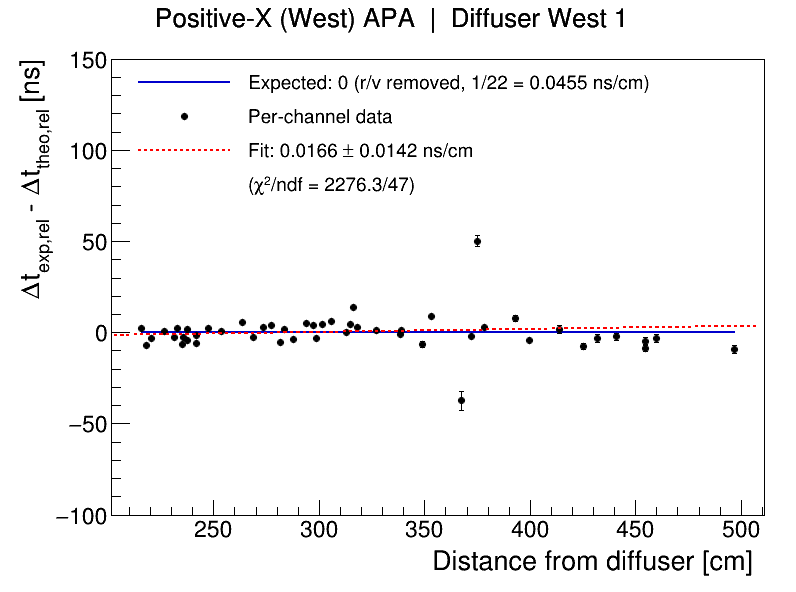 Positive-X (West) APA | Diffuser West 1
Δt_exp,rel - Δt_theo,rel [ns]
150
100
50
0
−50
−100
Expected: 0 (r/v removed, 1/22 = 0.0455 ns/cm)
Per-channel data
Fit: 0.0166 ± 0.0142 ns/cm
(χ²/ndf = 2276.3/47)
250 300 350 400 450 500
Distance from diffuser [cm]